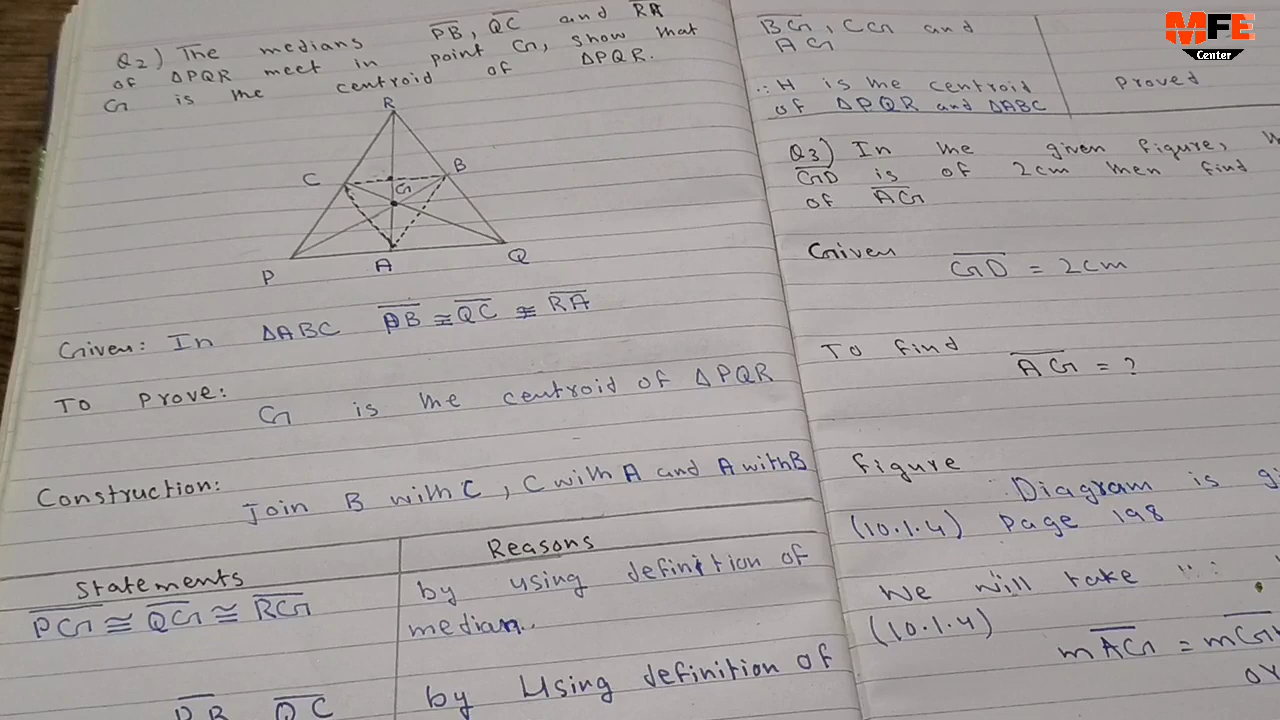 Q2) The medians PB, QC and RA
of ΔPQR meet in point G, show that
G is the centroid of ΔPQR.
R
C
B
G
P
A
Q
Given: In ΔABC PB ≅ QC ≅ RA
To Prove:
G is the centroid of ΔPQR
Construction:
Join B with C, C with A and A with B
Statements
Reasons
PG ≅ QG ≅ RG
by using definition of
median..
PB QC
by Using definition of
BG, CG and
AG
∴ H is the centroid
of ΔPQR and ΔABC
Proved
Q3) In the given figure,
GD is of 2cm then find
of AG
Given
GD = 2cm
To find
AG = ?
figure
Diagram is
(10.1.4) Page 198
We will take
(10.1.4)
mAG = mG
MFE
Center